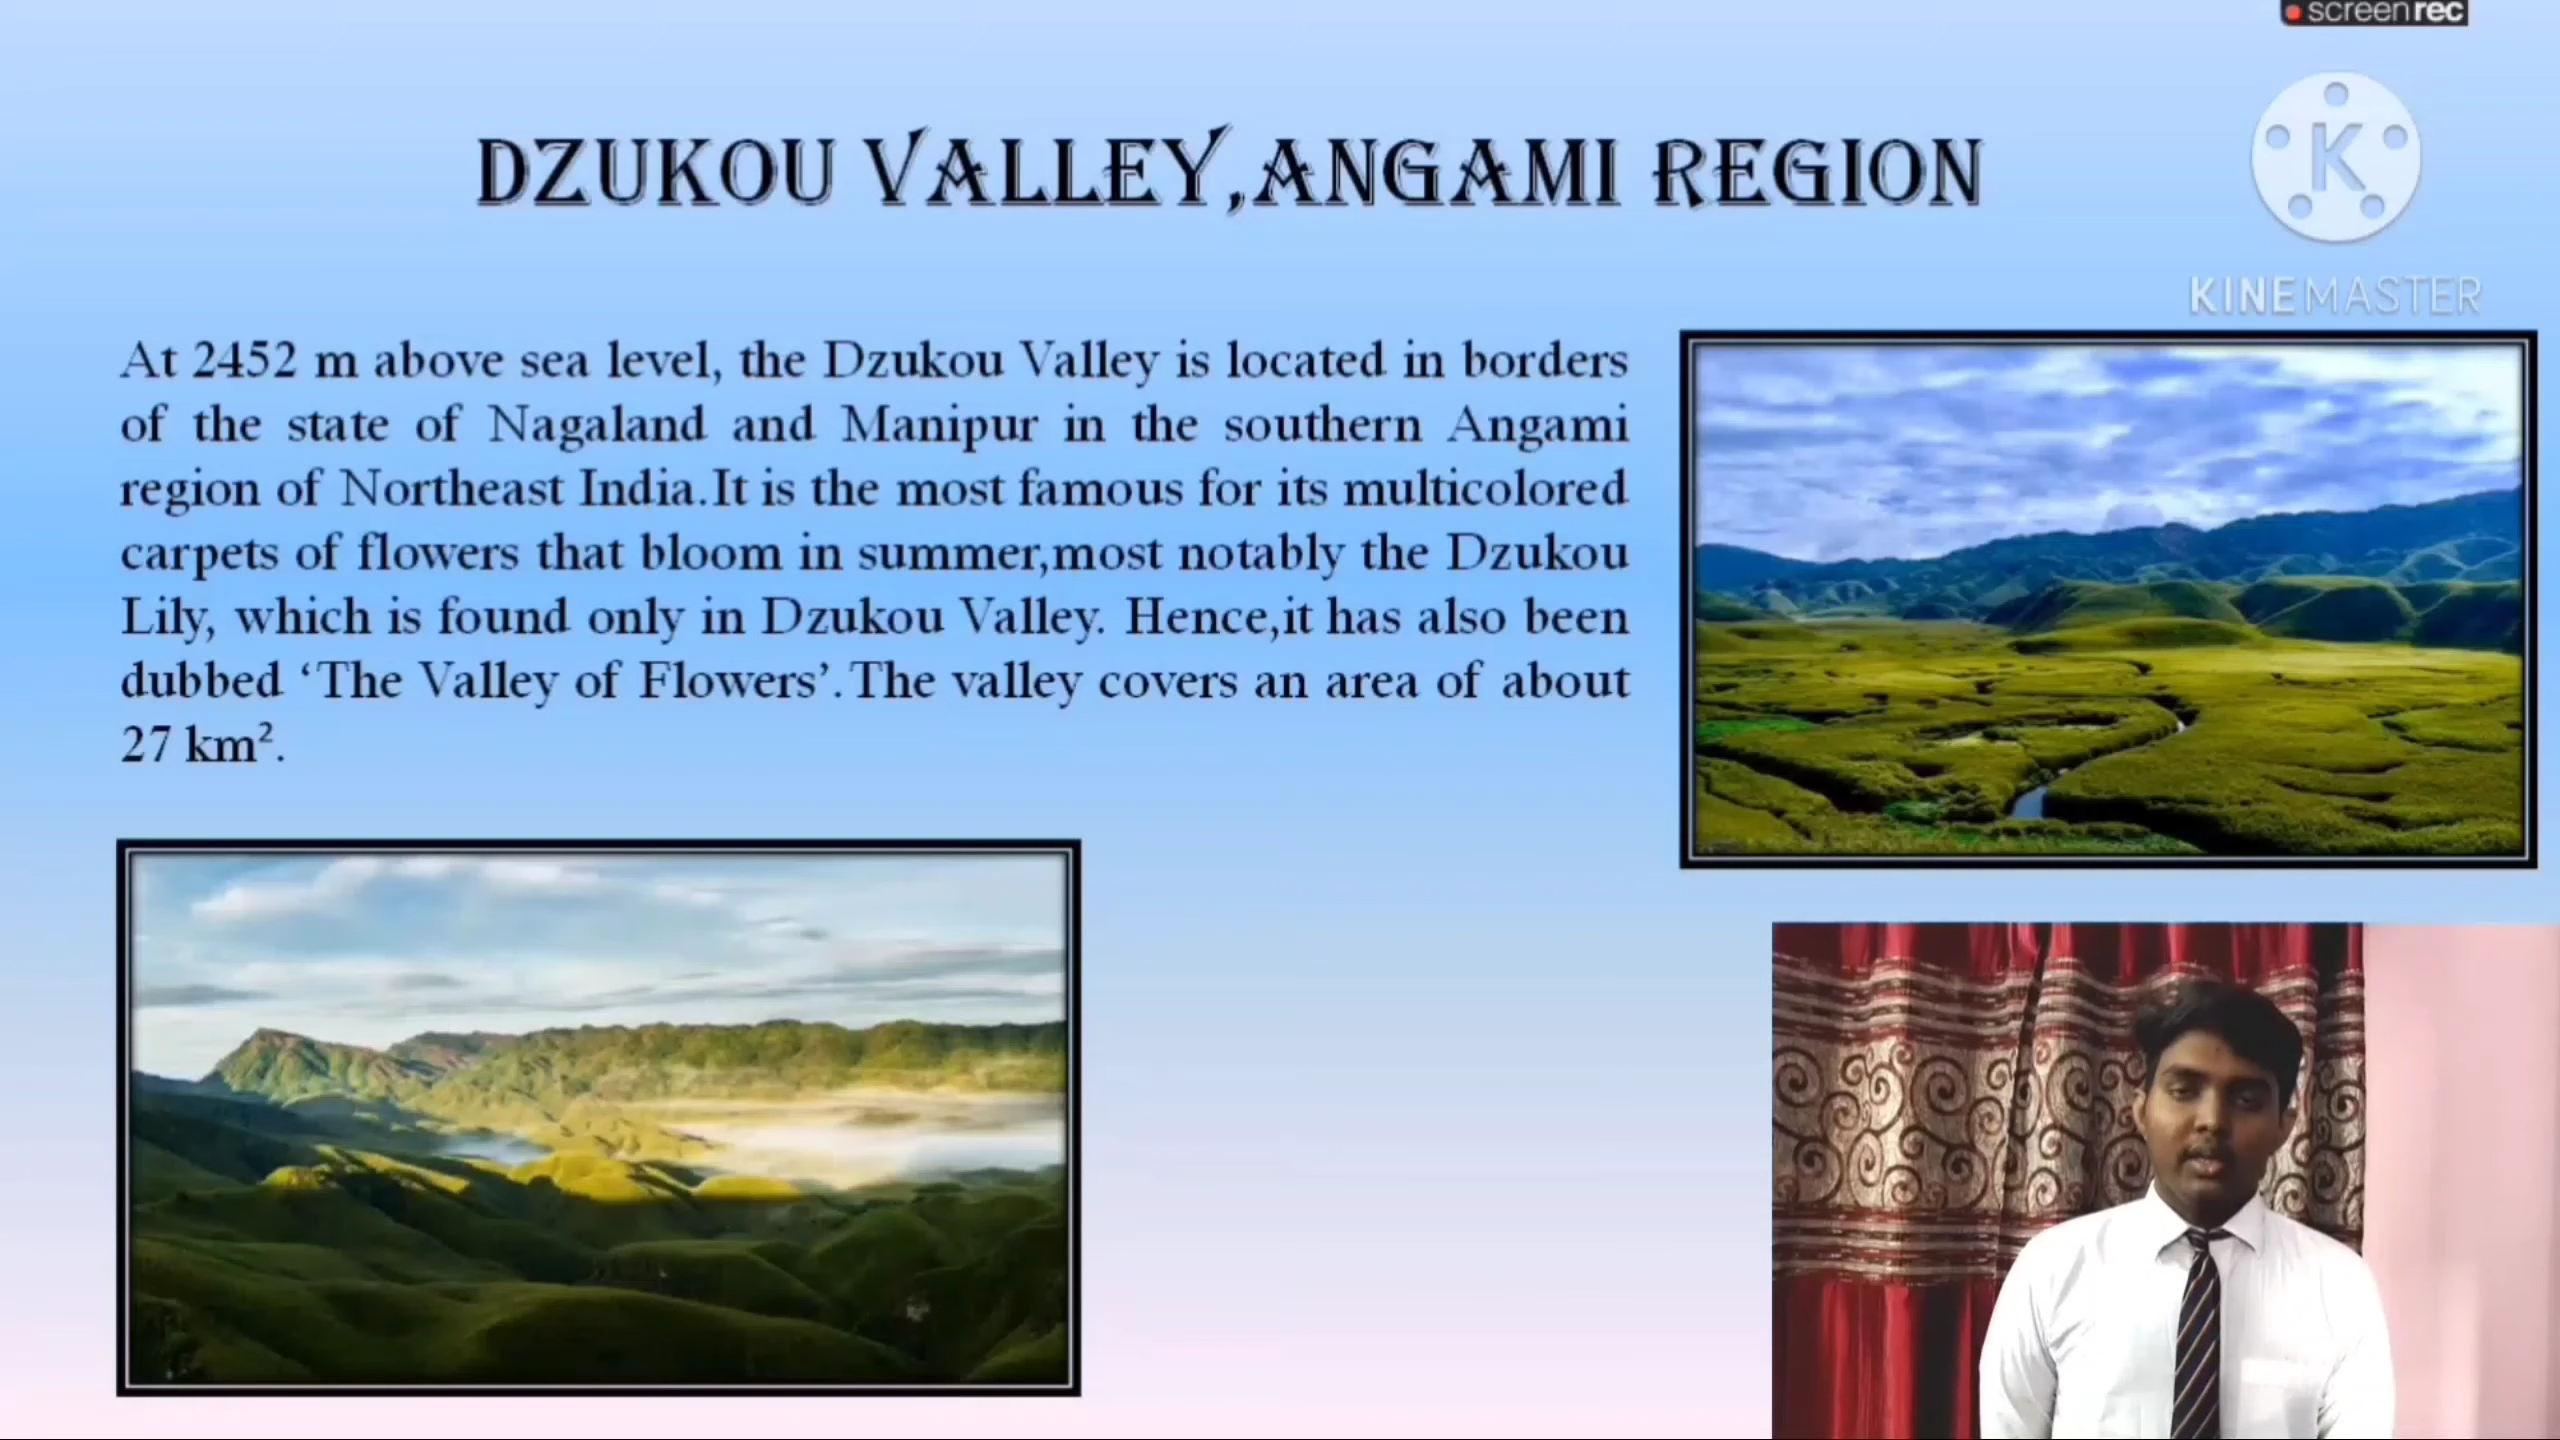 screenrec
DZUKOU VALLEY,ANGAMI REGION
K
KINEMASTER
At 2452 m above sea level, the Dzukou Valley is located in borders
of the state of Nagaland and Manipur in the southern Angami
region of Northeast India.It is the most famous for its multicolored
carpets of flowers that bloom in summer,most notably the Dzukou
Lily, which is found only in Dzukou Valley. Hence,it has also been
dubbed ‘The Valley of Flowers’.The valley covers an area of about
27 km².